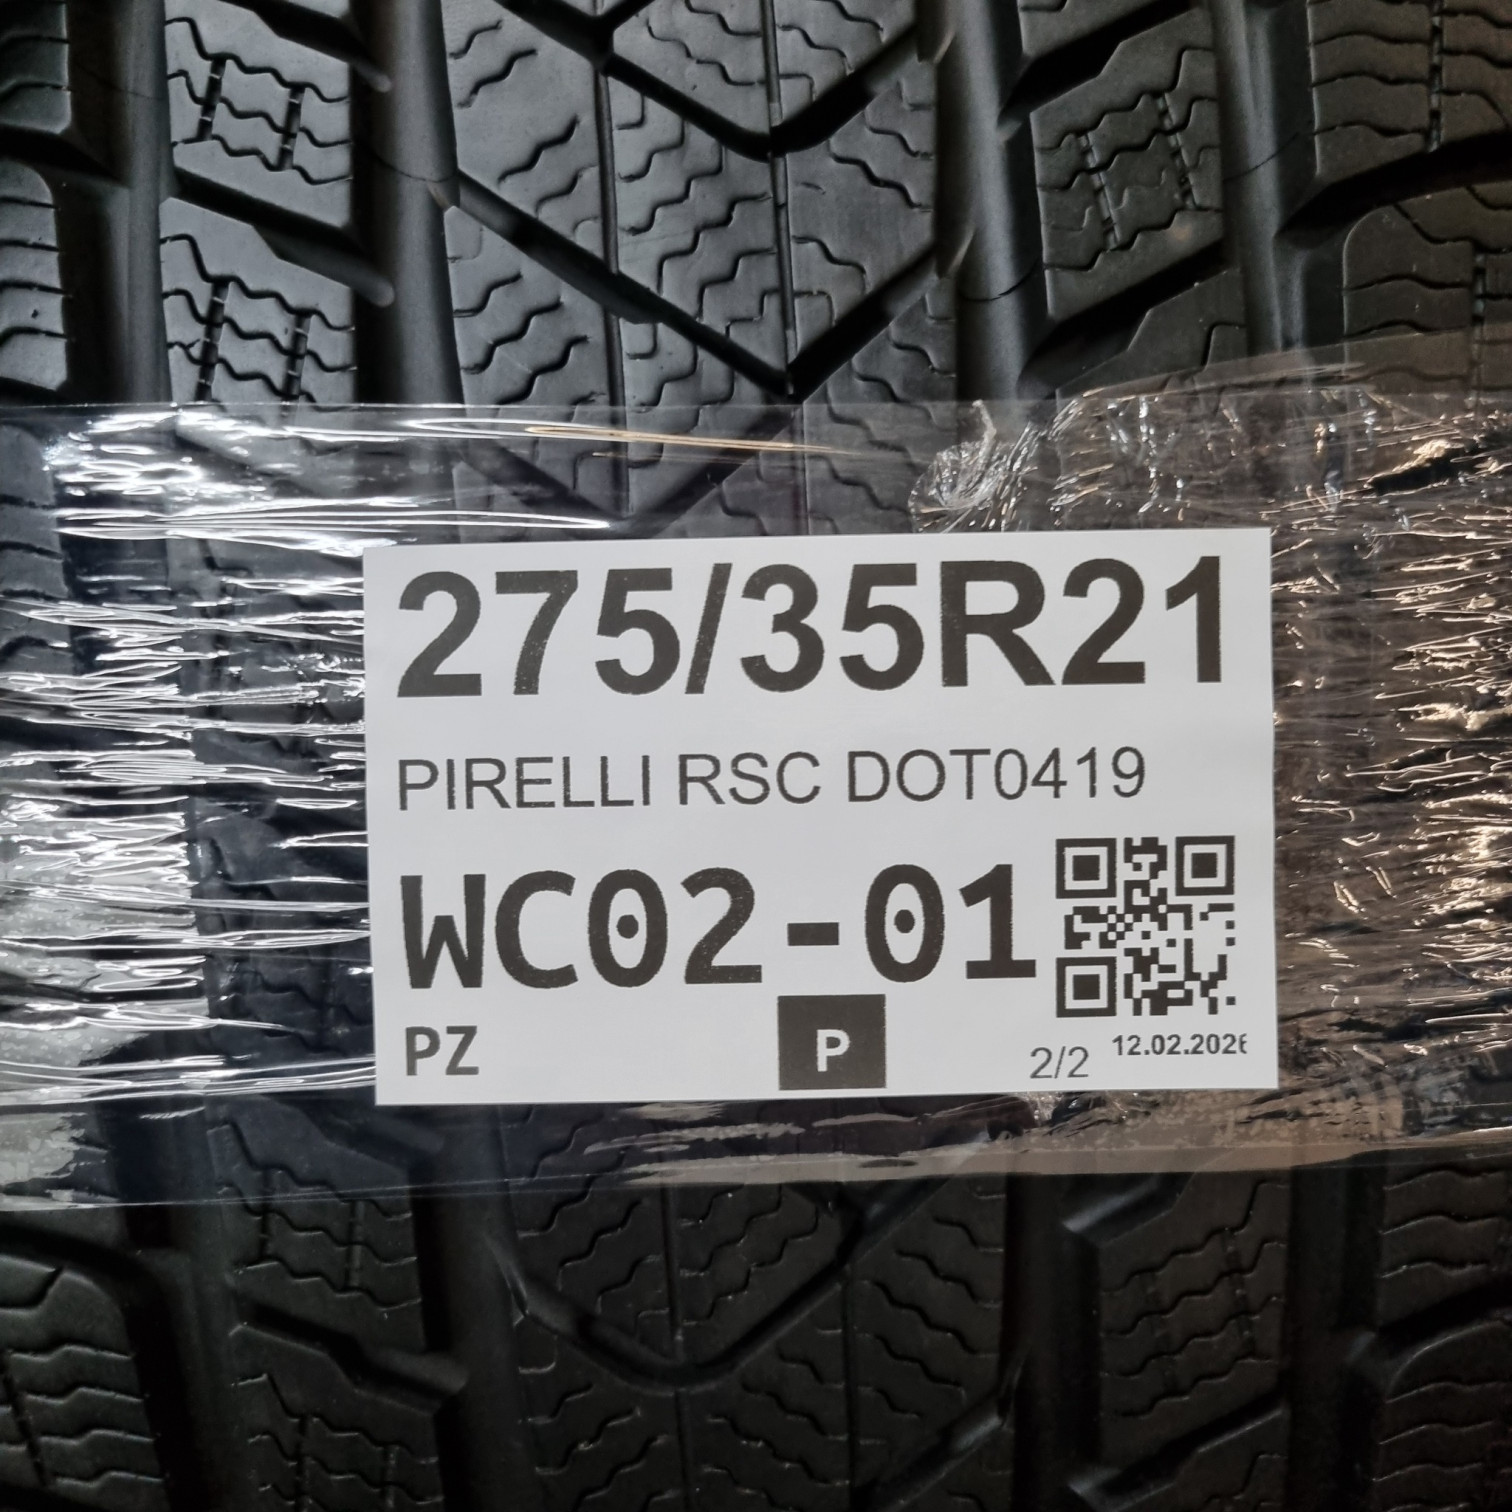 275/35R21
PIRELLI RSC DOT0419
WC02-01
PZ P 2/2 12.02.2026